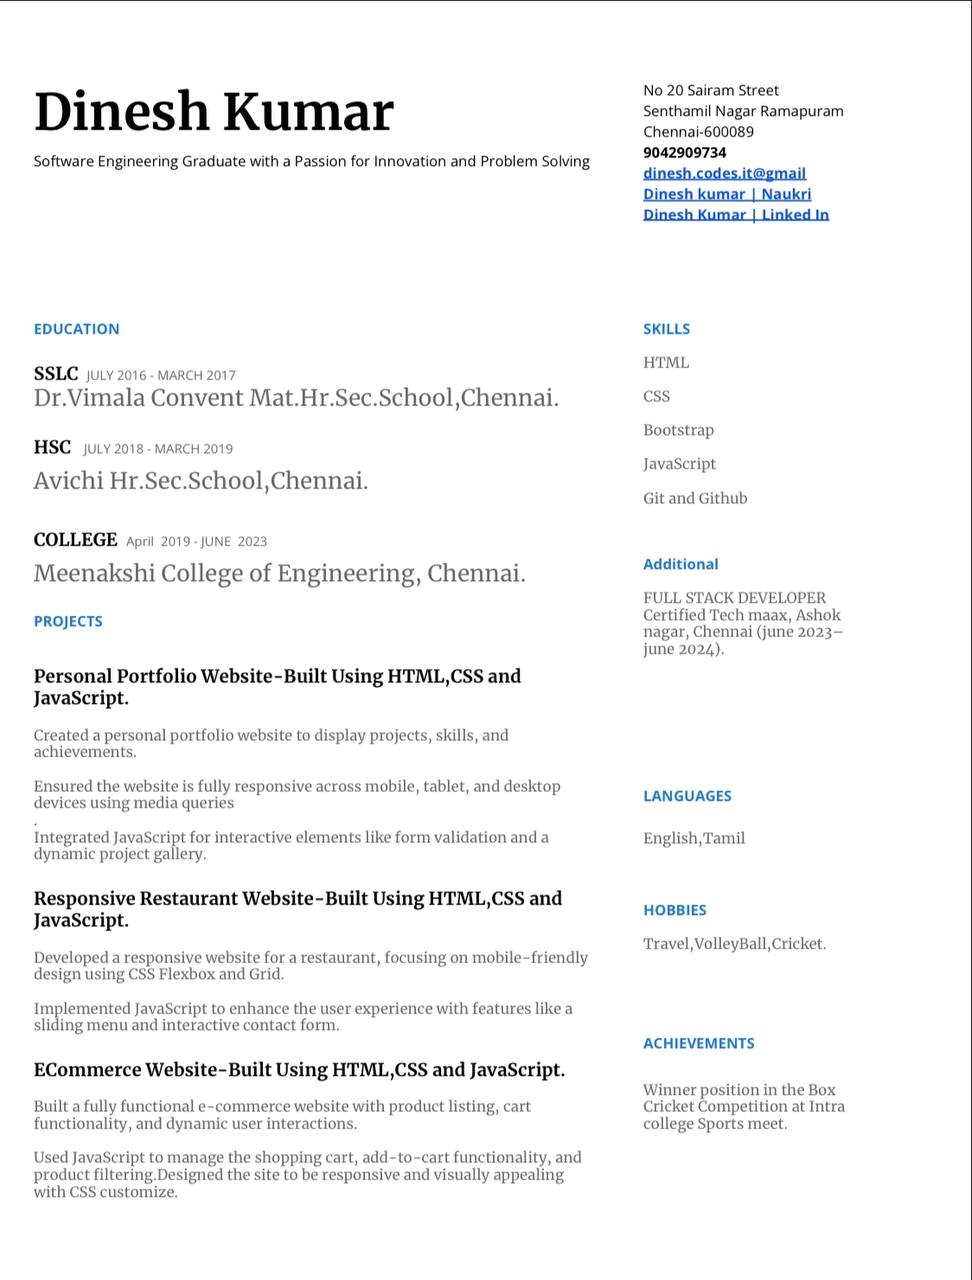 Dinesh Kumar
Software Engineering Graduate with a Passion for Innovation and Problem Solving
No 20 Sairam Street
Senthamil Nagar Ramapuram
Chennai-600089
9042909734
dinesh.codes.it@gmail
Dinesh kumar | Naukri
Dinesh Kumar | Linked In
EDUCATION
SSLC JULY 2016 - MARCH 2017
Dr.Vimala Convent Mat.Hr.Sec.School,Chennai.
HSC JULY 2018 - MARCH 2019
Avichi Hr.Sec.School,Chennai.
COLLEGE April 2019 - JUNE 2023
Meenakshi College of Engineering, Chennai.
PROJECTS
Personal Portfolio Website-Built Using HTML,CSS and
JavaScript.
Created a personal portfolio website to display projects, skills, and
achievements.
Ensured the website is fully responsive across mobile, tablet, and desktop
devices using media queries
.
Integrated JavaScript for interactive elements like form validation and a
dynamic project gallery.
Responsive Restaurant Website-Built Using HTML,CSS and
JavaScript.
Developed a responsive website for a restaurant, focusing on mobile-friendly
design using CSS Flexbox and Grid.
Implemented JavaScript to enhance the user experience with features like a
sliding menu and interactive contact form.
ECommerce Website-Built Using HTML,CSS and JavaScript.
Built a fully functional e-commerce website with product listing, cart
functionality, and dynamic user interactions.
Used JavaScript to manage the shopping cart, add-to-cart functionality, and
product filtering.Designed the site to be responsive and visually appealing
with CSS customize.
SKILLS
HTML
CSS
Bootstrap
JavaScript
Git and Github
Additional
FULL STACK DEVELOPER
Certified Tech maax, Ashok
nagar, Chennai (june 2023–
june 2024).
LANGUAGES
English,Tamil
HOBBIES
Travel,VolleyBall,Cricket.
ACHIEVEMENTS
Winner position in the Box
Cricket Competition at Intra
college Sports meet.